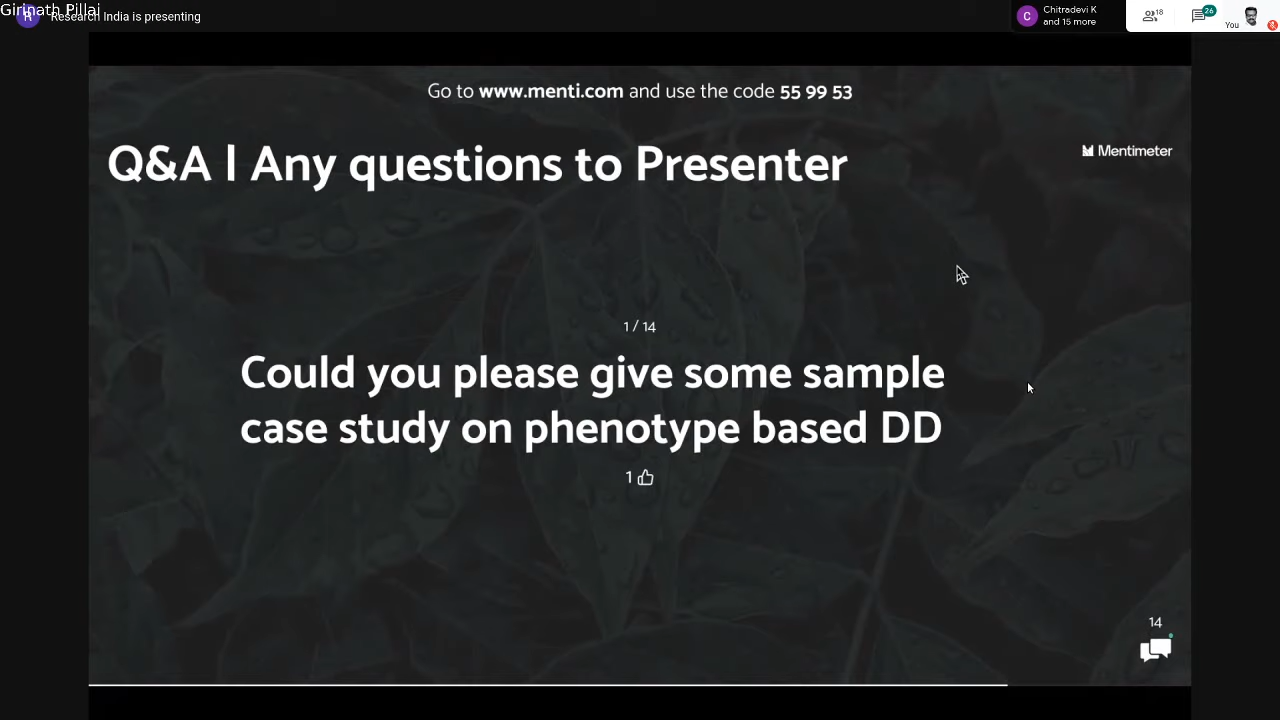 Girinath Pillai
R
Research India is presenting
C
Chitradevi K
and 15 more
18
26
You
Go to www.menti.com and use the code 55 99 53
Q&A | Any questions to Presenter
Mentimeter
1 / 14
Could you please give some sample
case study on phenotype based DD
1
14